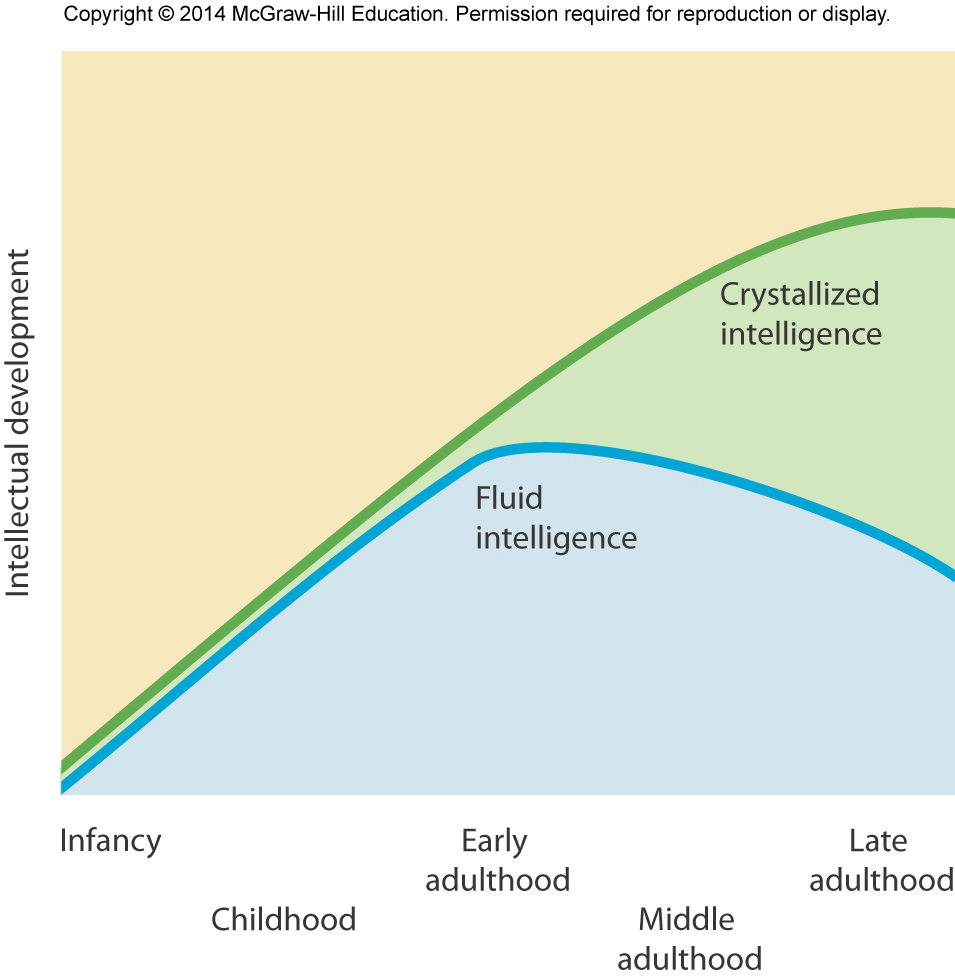 Copyright © 2014 McGraw-Hill Education. Permission required for reproduction or display.
Intellectual development
Crystallized
intelligence
Fluid
intelligence
Infancy
Early
adulthood
Late
adulthood
Childhood
Middle
adulthood